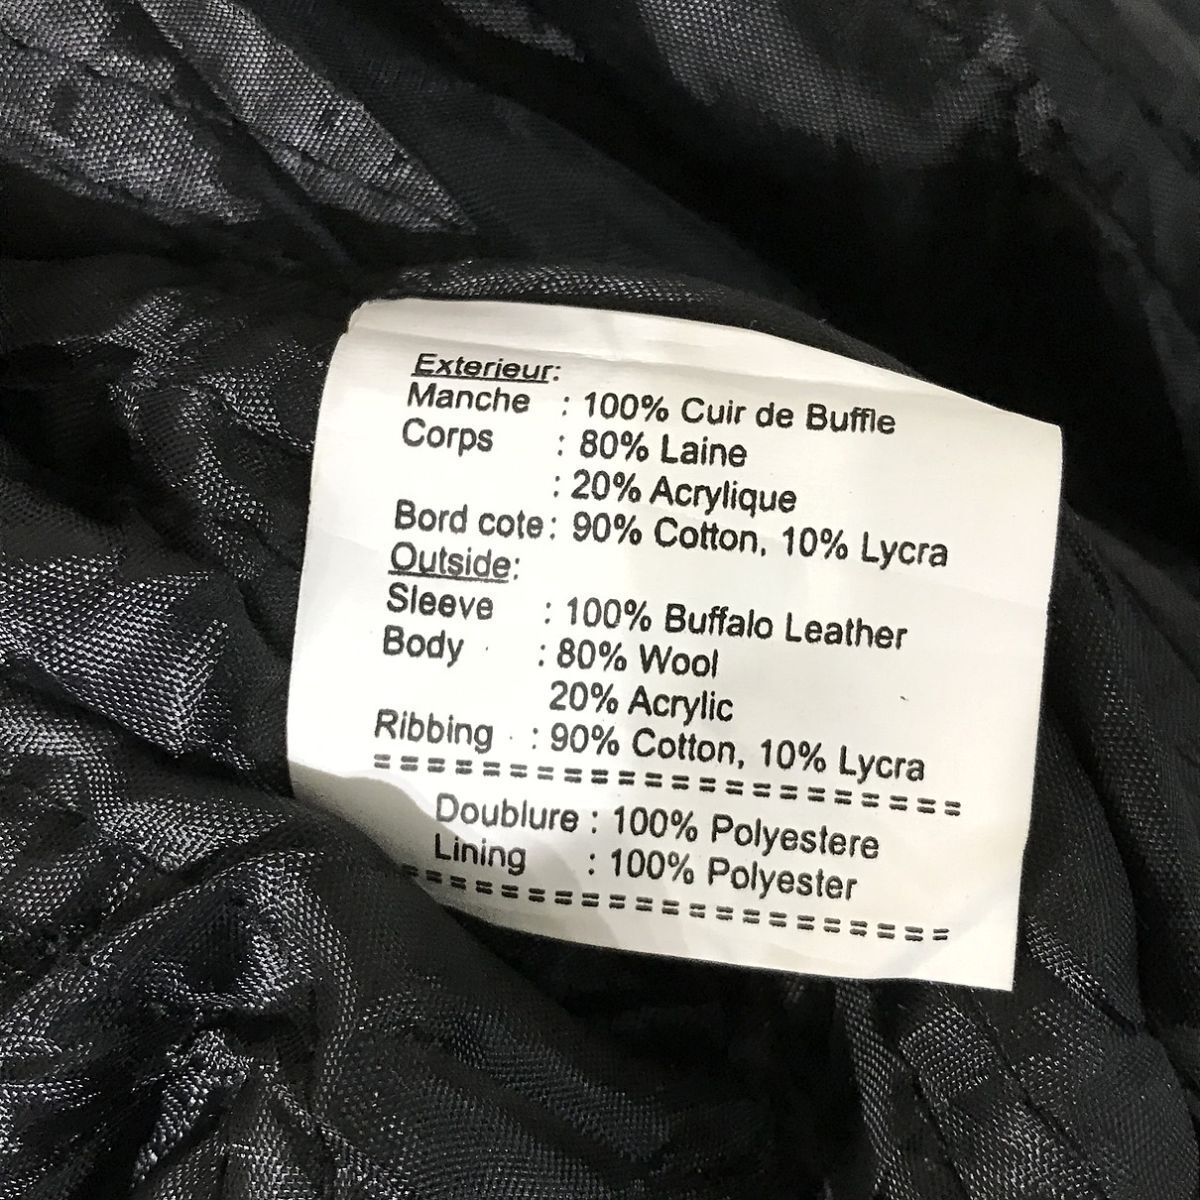 Exterieur:
Manche : 100% Cuir de Buffle
Corps : 80% Laine
: 20% Acrylique
Bord cote: 90% Cotton, 10% Lycra
Outside:
Sleeve : 100% Buffalo Leather
Body : 80% Wool
20% Acrylic
Ribbing : 90% Cotton, 10% Lycra
======================
Doublure : 100% Polyestere
Lining : 100% Polyester
=====================